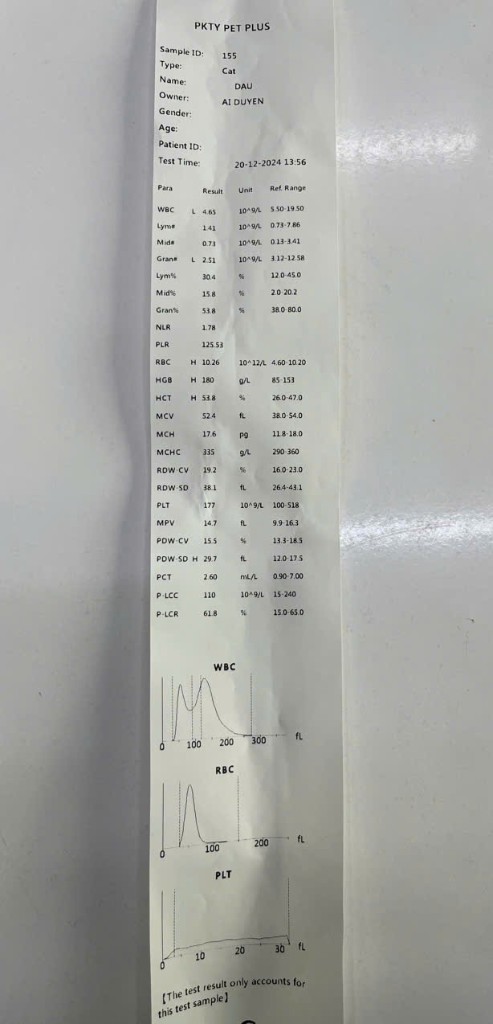 PKTY PET PLUS
Sample ID: 155
Type: Cat
Name: DAU
Owner: AI DUYEN
Gender:
Age:
Patient ID:
Test Time: 20-12-2024 13:56
Para Result Unit Ref. Range
WBC L 4.65 10^9/L 5.50-19.50
Lym# 1.41 10^9/L 0.73-7.86
Mid# 0.73 10^9/L 0.13-3.41
Gran# L 2.51 10^9/L 3.12-12.58
Lym% 30.4 % 12.0-45.0
Mid% 15.8 % 2.0-20.2
Gran% 53.8 % 38.0-80.0
NLR 1.78
PLR 125.53
RBC H 10.26 10^12/L 4.60-10.20
HGB H 180 g/L 85-153
HCT H 53.8 % 26.0-47.0
MCV 52.4 fL 38.0-54.0
MCH 17.6 pg 11.8-18.0
MCHC 335 g/L 290-360
RDW-CV 19.2 % 16.0-23.0
RDW-SD 38.1 fL 26.4-43.1
PLT 177 10^9/L 100-518
MPV 14.7 fL 9.9-16.3
PDW-CV 15.5 % 13.3-18.5
PDW-SD H 29.7 fL 12.0-17.5
PCT 2.60 mL/L 0.90-7.00
P-LCC 110 10^9/L 15-240
P-LCR 61.8 % 15.0-65.0
WBC
0 100 200 300 fL
RBC
0 100 200 fL
PLT
0 10 20 30 fL
【The test result only accounts for
this test sample】